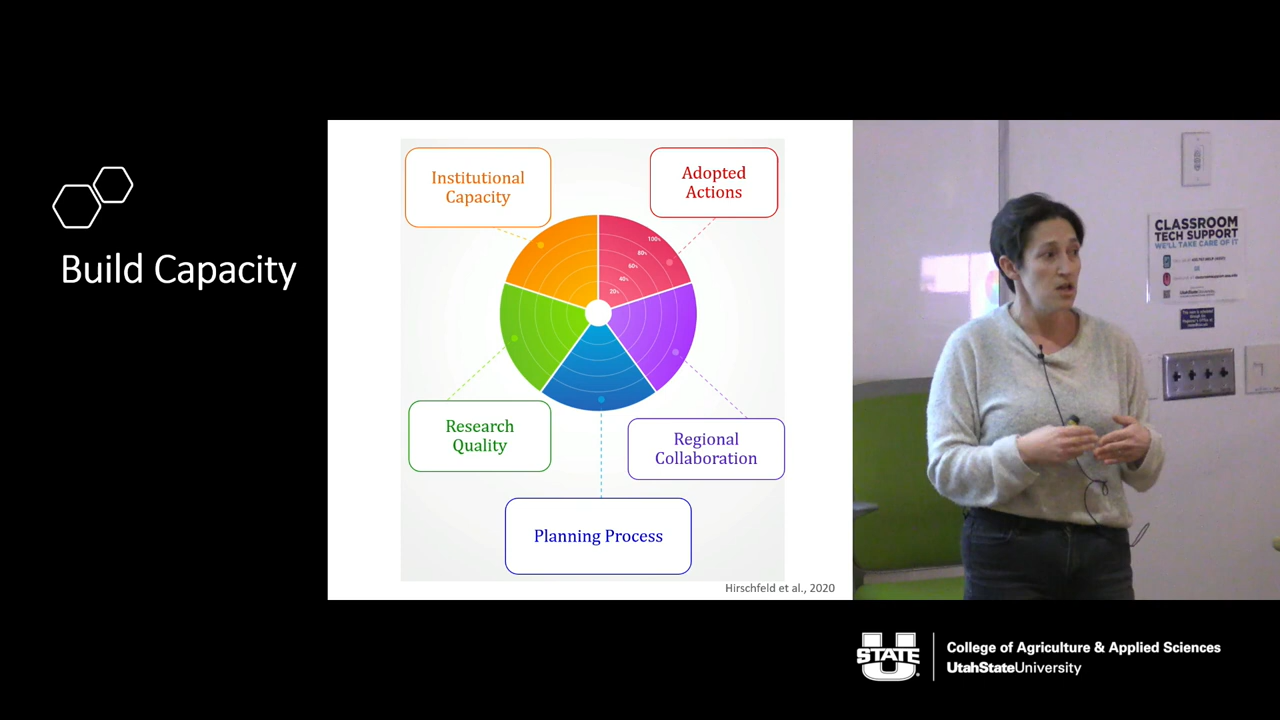 Build Capacity
Institutional
Capacity
Adopted
Actions
100%
80%
60%
40%
20%
Research
Quality
Regional
Collaboration
Planning Process
Hirschfeld et al., 2020
CLASSROOM
TECH SUPPORT
WE'LL TAKE CARE OF IT
UtahStateUniversity
STATE
College of Agriculture & Applied Sciences
UtahStateUniversity